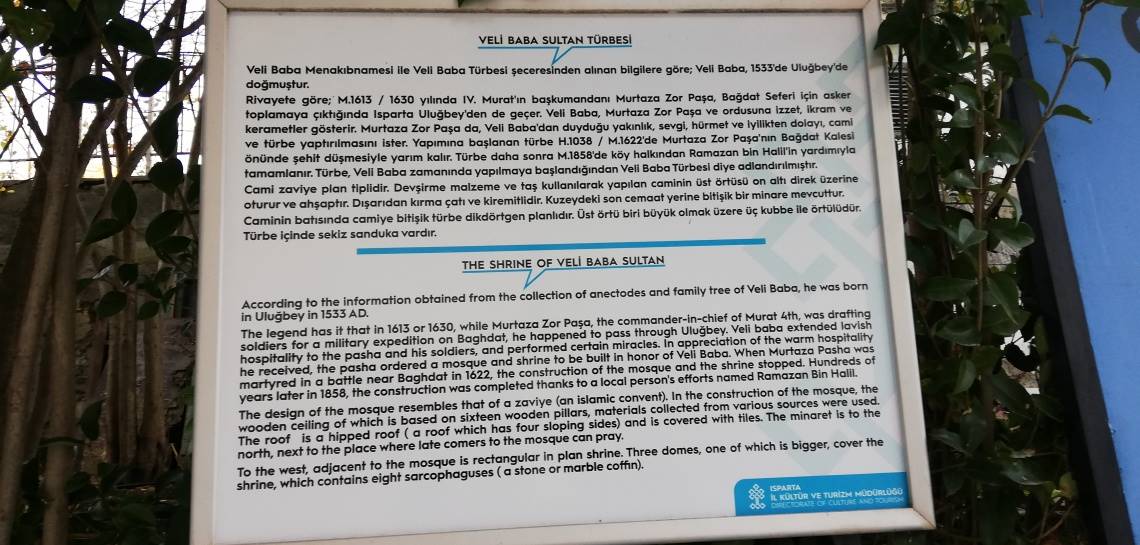 VELİ BABA SULTAN TÜRBESİ
Veli Baba Menakıbnamesi ile Veli Baba Türbesi şeceresinden alınan bilgilere göre; Veli Baba, 1533'de Uluğbey'de
doğmuştur.
Rivayete göre; M.1613 / 1630 yılında IV. Murat'ın başkumandanı Murtaza Zor Paşa, Bağdat Seferi için asker
toplamaya çıktığında Isparta Uluğbey'den de geçer. Veli Baba, Murtaza Zor Paşa ve ordusuna izzet, ikram ve
kerametler gösterir. Murtaza Zor Paşa da, Veli Baba'dan duyduğu yakınlık, sevgi, hürmet ve iyilikten dolayı, cami
ve türbe yaptırılmasını ister. Yapımına başlanan türbe H.1038 / M.1622'de Murtaza Zor Paşa'nın Bağdat Kalesi
önünde şehit düşmesiyle yarım kalır. Türbe daha sonra M.1858'de köy halkından Ramazan bin Halil'in yardımıyla
tamamlanır. Türbe, Veli Baba zamanında yapılmaya başlandığından Veli Baba Türbesi diye adlandırılmıştır.
Cami zaviye plan tiplidir. Devşirme malzeme ve taş kullanılarak yapılan caminin üst örtüsü on altı direk üzerine
oturur ve ahşaptır. Dışarıdan kırma çatı ve kiremitlidir. Kuzeydeki son cemaat yerine bitişik bir minare mevcuttur.
Caminin batısında camiye bitişik türbe dikdörtgen planlıdır. Üst örtü biri büyük olmak üzere üç kubbe ile örtülüdür.
Türbe içinde sekiz sanduka vardır.
THE SHRINE OF VELİ BABA SULTAN
According to the information obtained from the collection of anectodes and family tree of Veli Baba, he was born
in Uluğbey in 1533 AD.
The legend has it that in 1613 or 1630, while Murtaza Zor Paşa, the commander-in-chief of Murat 4th, was drafting
soldiers for a military expedition on Baghdat, he happened to pass through Uluğbey. Veli baba extended lavish
hospitality to the pasha and his soldiers, and performed certain miracles. In appreciation of the warm hospitality
he received, the pasha ordered a mosque and shrine to be built in honor of Veli Baba. When Murtaza Pasha was
martyred in a battle near Baghdat in 1622, the construction of the mosque and the shrine stopped. Hundreds of
years later in 1858, the construction was completed thanks to a local person's efforts named Ramazan Bin Halil.
The design of the mosque resembles that of a zaviye (an islamic convent). In the construction of the mosque, the
wooden ceiling of which is based on sixteen wooden pillars, materials collected from various sources were used.
The roof is a hipped roof ( a roof which has four sloping sides) and is covered with tiles. The minaret is to the
north, next to the place where late comers to the mosque can pray.
To the west, adjacent to the mosque is rectangular in plan shrine. Three domes, one of which is bigger, cover the
shrine, which contains eight sarcophaguses ( a stone or marble coffin).
ISPARTA
İL KÜLTÜR VE TURİZM MÜDÜRLÜĞÜ
DIRECTORATE OF CULTURE AND TOURISM